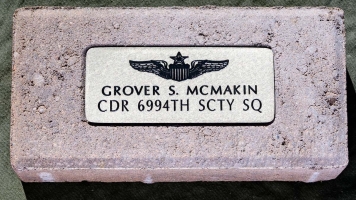 GROVER S. MCMAKIN
CDR 6994TH SCTY SQ